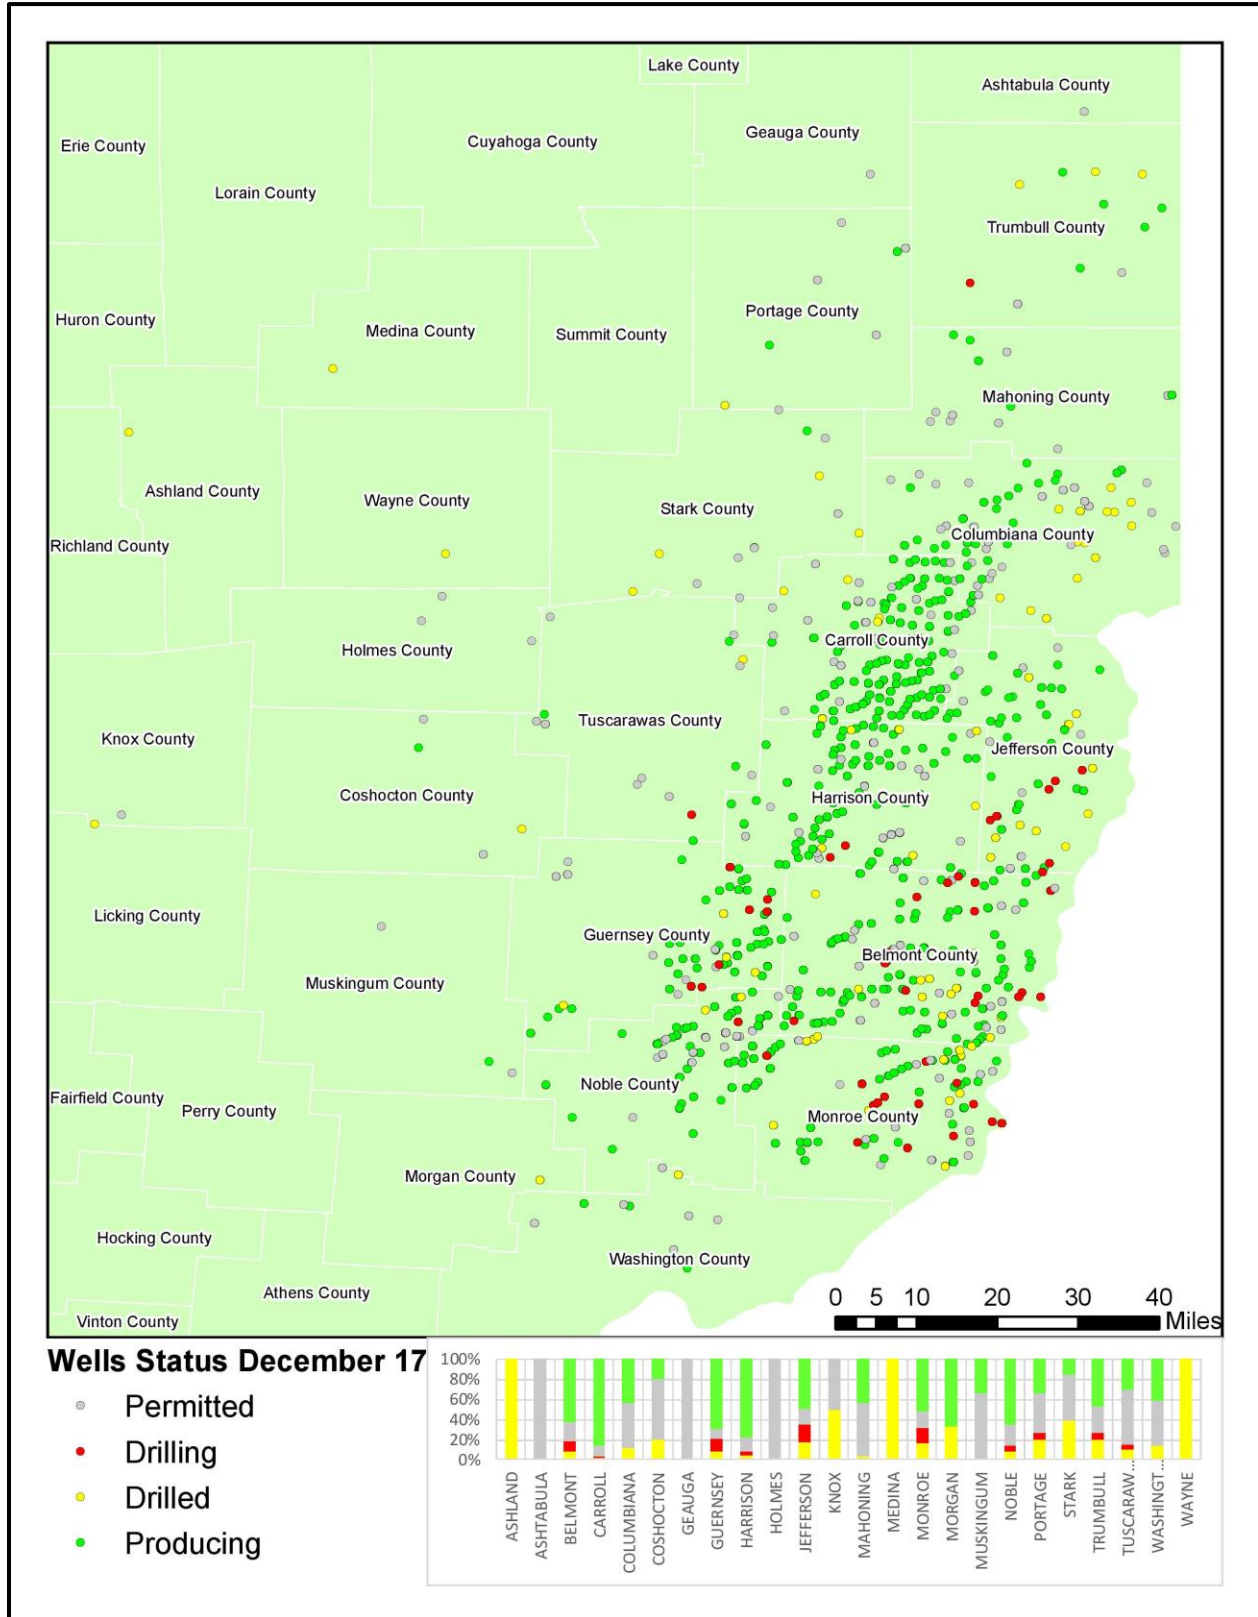 Lake County
Ashtabula County
Geauga County
Cuyahoga County
Erie County
Lorain County
Trumbull County
Portage County
Huron County
Medina County
Summit County
Mahoning County
Ashland County
Wayne County
Stark County
Columbiana County
Richland County
Carroll County
Holmes County
Tuscarawas County
Knox County
Jefferson County
Coshocton County
Harrison County
Licking County
Guernsey County
Belmont County
Muskingum County
Noble County
Fairfield County
Perry County
Monroe County
Morgan County
Hocking County
Washington County
Athens County
Vinton County
0 5 10 20 30 40
Miles
Wells Status December 17
Permitted
Drilling
Drilled
Producing
100%
80%
60%
40%
20%
0%
ASHLAND
ASHTABULA
BELMONT
CARROLL
COLUMBIANA
COSHOCTON
GEAUGA
GUERNSEY
HARRISON
HOLMES
JEFFERSON
KNOX
MAHONING
MEDINA
MONROE
MORGAN
MUSKINGUM
NOBLE
PORTAGE
STARK
TRUMBULL
TUSCARAW...
WASHINGT...
WAYNE